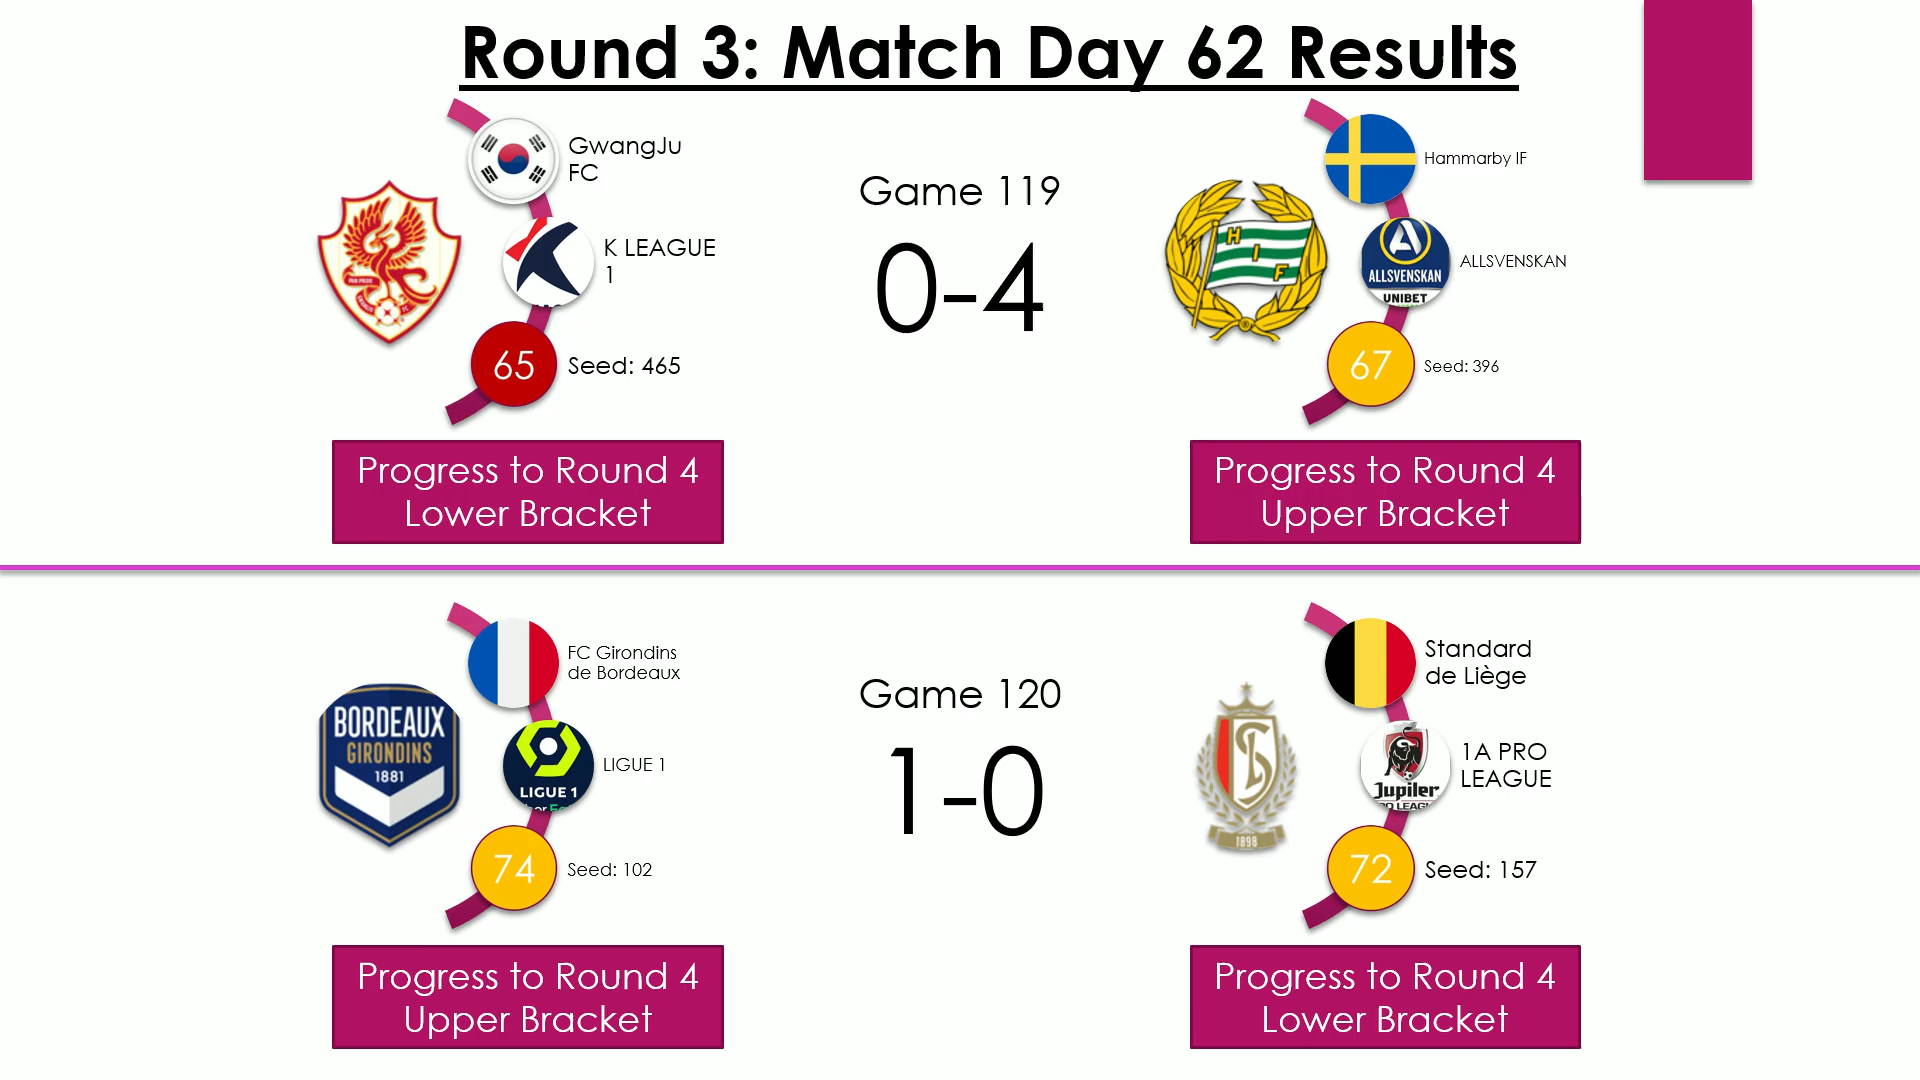 Round 3: Match Day 62 Results
GwangJu
FC
K LEAGUE
1
65
Seed: 465
Progress to Round 4
Lower Bracket
Game 119
0-4
H
I
F
Hammarby IF
ALLSVENSKAN
UNIBET
ALLSVENSKAN
67
Seed: 396
Progress to Round 4
Upper Bracket
BORDEAUX
GIRONDINS
1881
FC Girondins
de Bordeaux
LIGUE 1
LIGUE 1
74
Seed: 102
Progress to Round 4
Upper Bracket
Game 120
1-0
1898
Standard
de Liège
Jupiler
1A PRO
LEAGUE
72
Seed: 157
Progress to Round 4
Lower Bracket